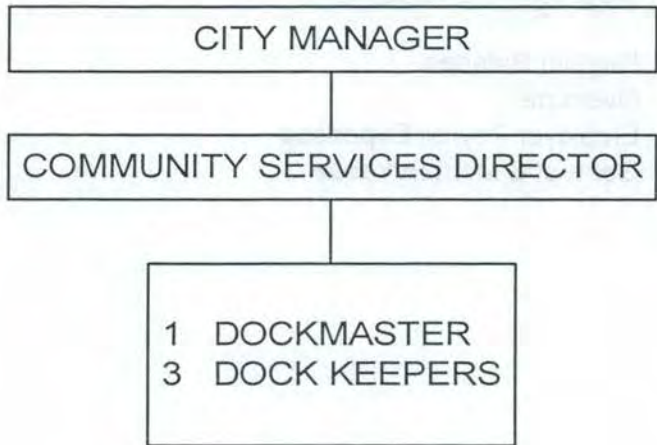 CITY MANAGER
COMMUNITY SERVICES DIRECTOR
1 DOCKMASTER
3 DOCK KEEPERS